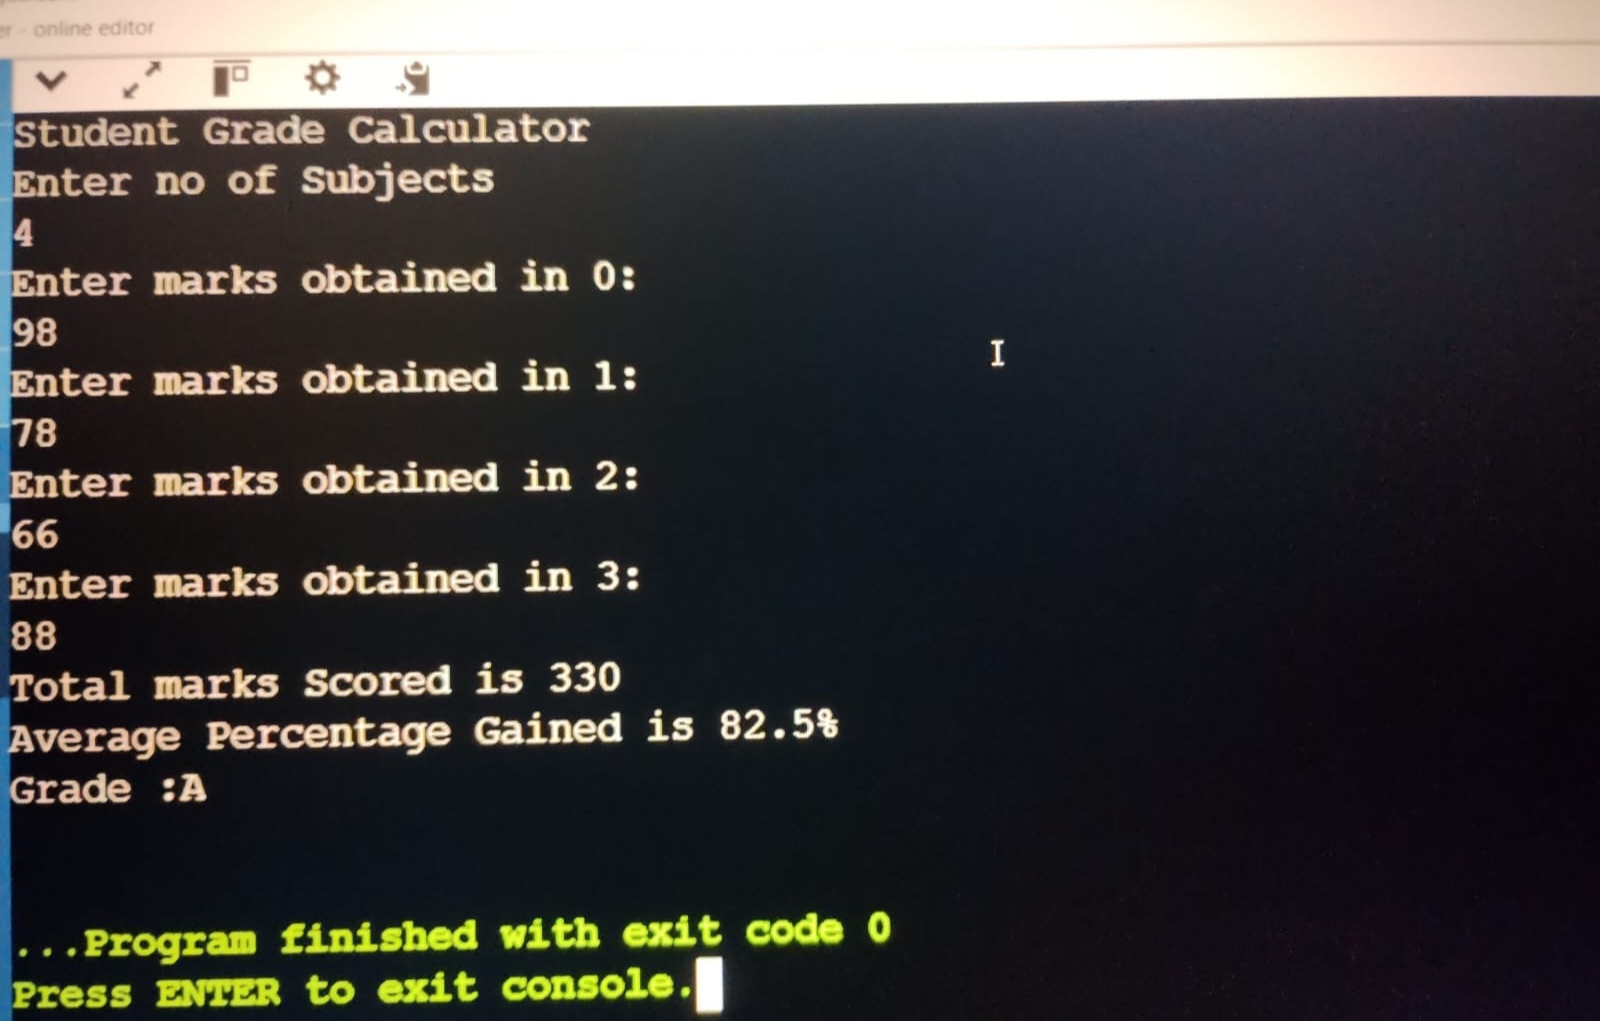 - online editor
Student Grade Calculator
Enter no of Subjects
4
Enter marks obtained in 0:
98
Enter marks obtained in 1:
78
Enter marks obtained in 2:
66
Enter marks obtained in 3:
88
Total marks Scored is 330
Average Percentage Gained is 82.5%
Grade :A
...Program finished with exit code 0
Press ENTER to exit console.